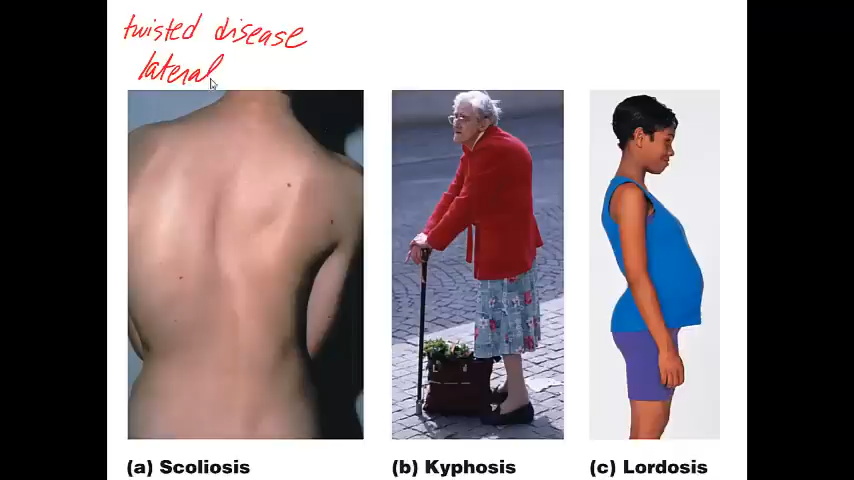 twisted disease
lateral
(a) Scoliosis
(b) Kyphosis
(c) Lordosis